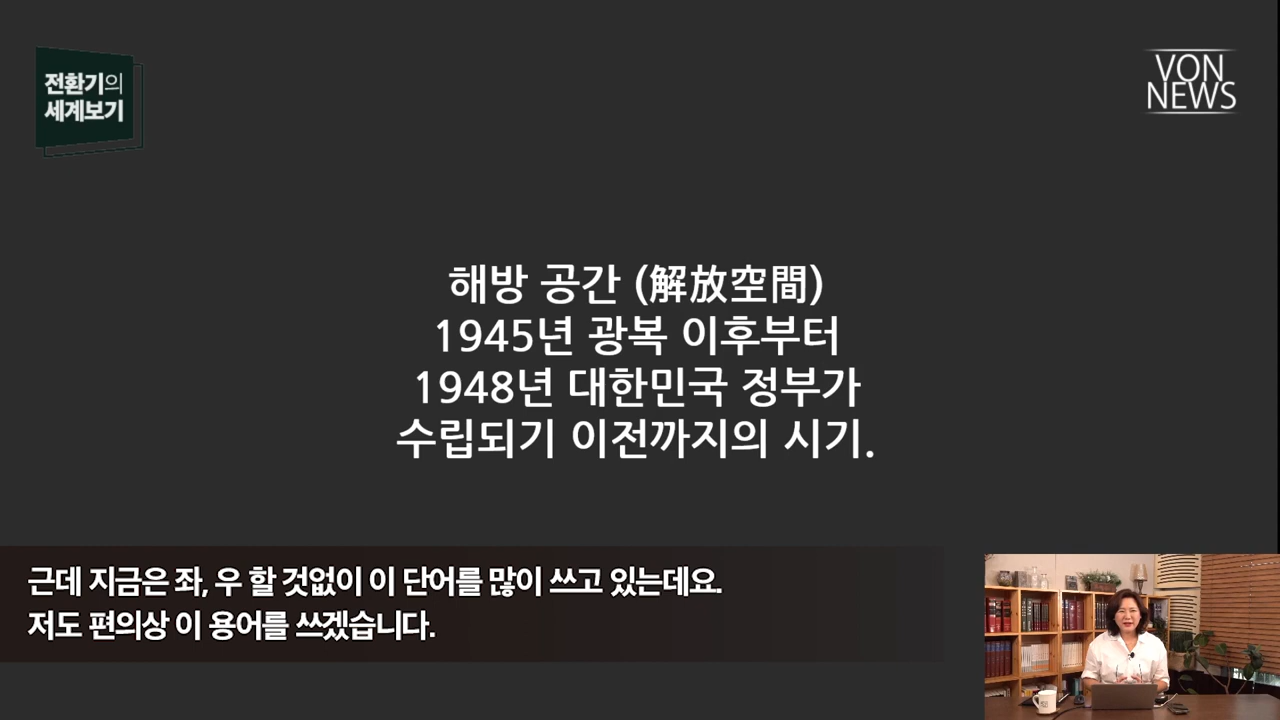 전환기의
세계보기
VON
NEWS
해방 공간 (解放空間)
1945년 광복 이후부터
1948년 대한민국 정부가
수립되기 이전까지의 시기.
근데 지금은 좌, 우 할 것없이 이 단어를 많이 쓰고 있는데요.
저도 편의상 이 용어를 쓰겠습니다.